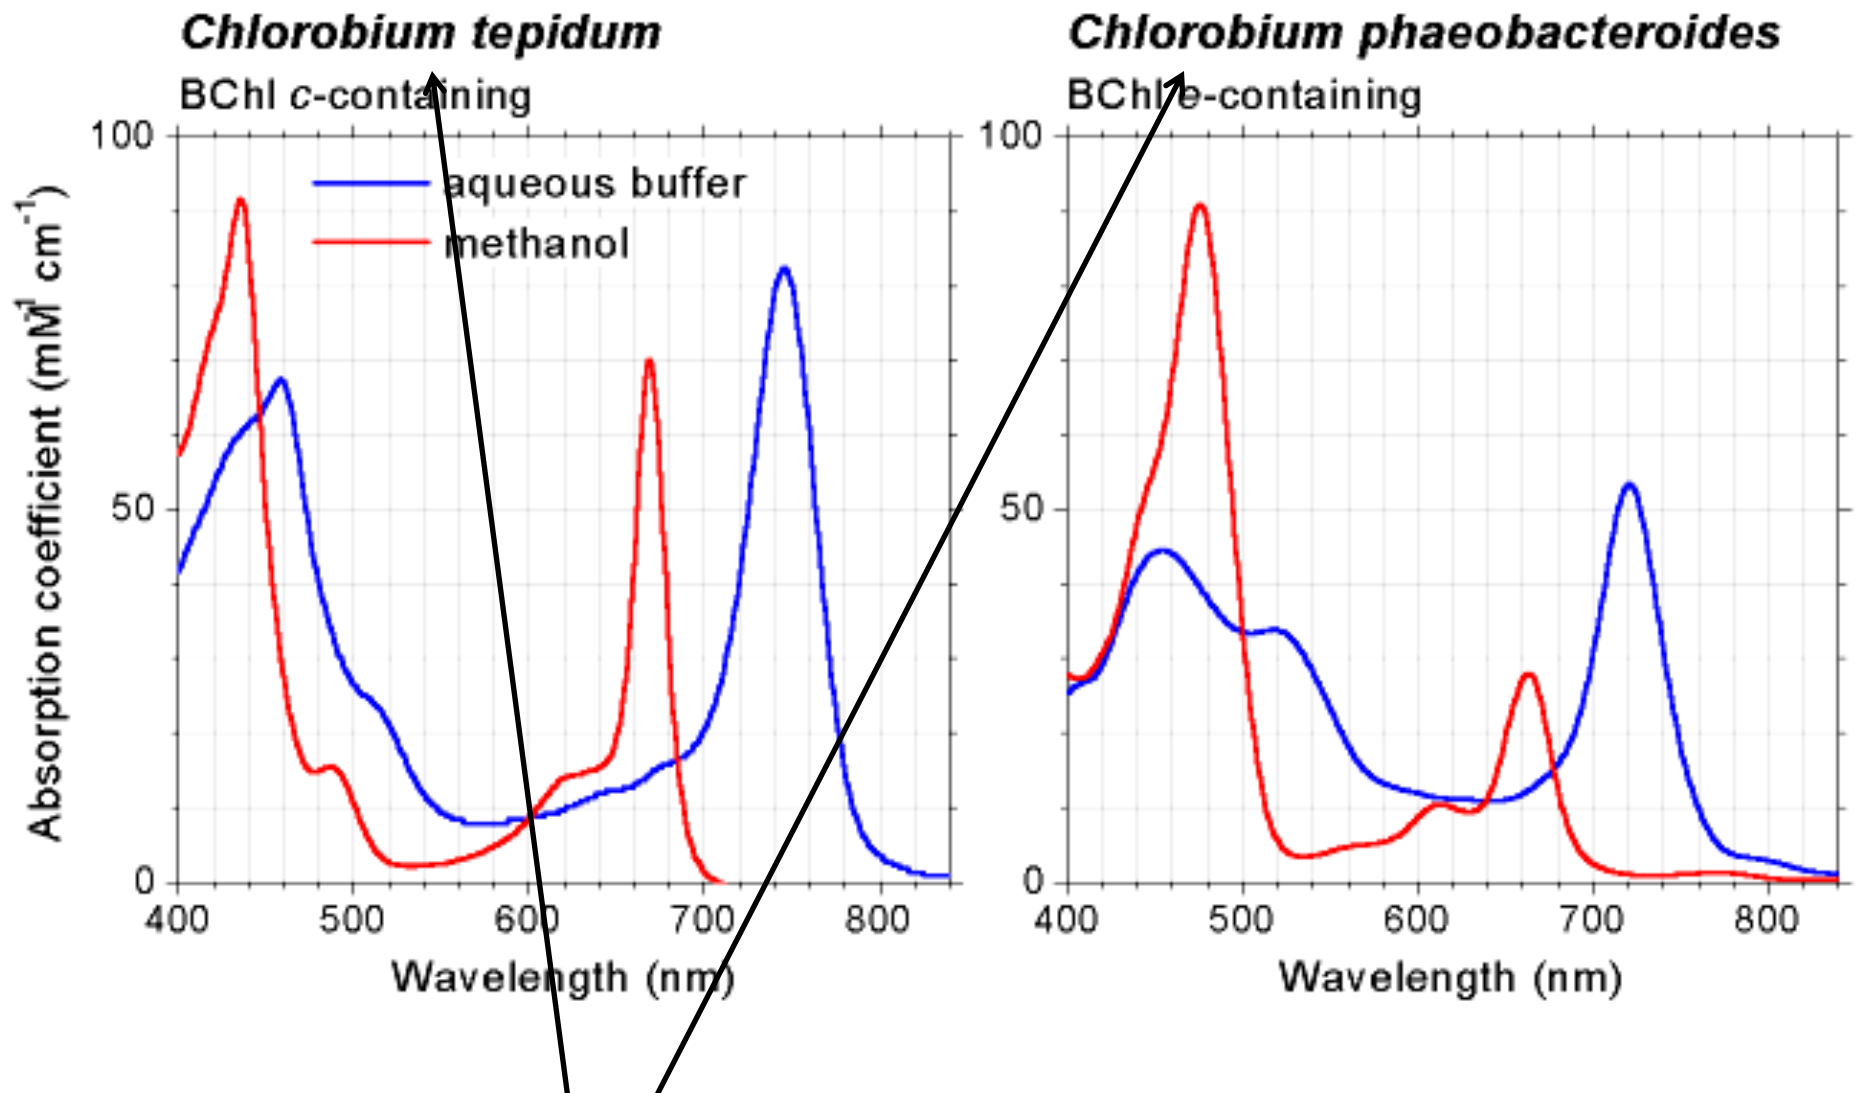 Chlorobium tepidum
BChl c-containing
100
50
0
aqueous buffer
methanol
400 500 600 700 800
Wavelength (nm)
Absorption coefficient (mM-1 cm-1)
Chlorobium phaeobacteroides
BChl e-containing
100
50
0
400 500 600 700 800
Wavelength (nm)